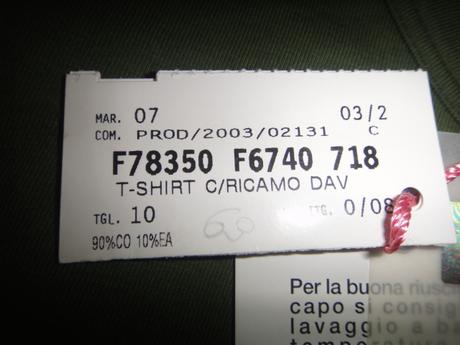 MAR. 07 03/2
COM. PROD/2003/02131 C
F78350 F6740 718
T-SHIRT C/RICAMO DAV
TGL. 10 TTG. 0/08
90%CO 10%EA
Per la buona
capo si
lavaggio a